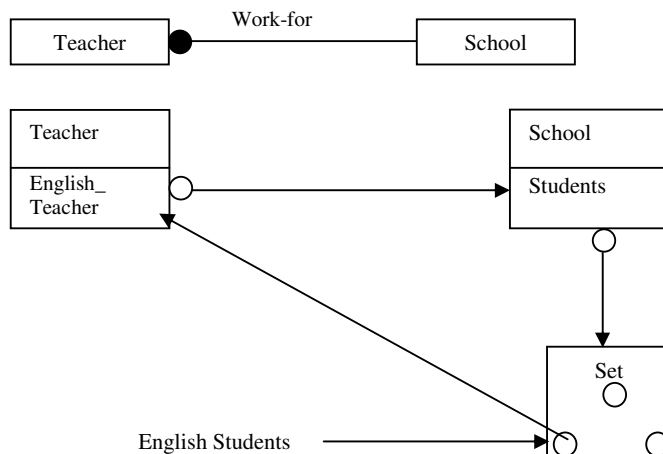 Work-for
Teacher
School
Teacher
School
English_
Teacher
Students
Set
English Students